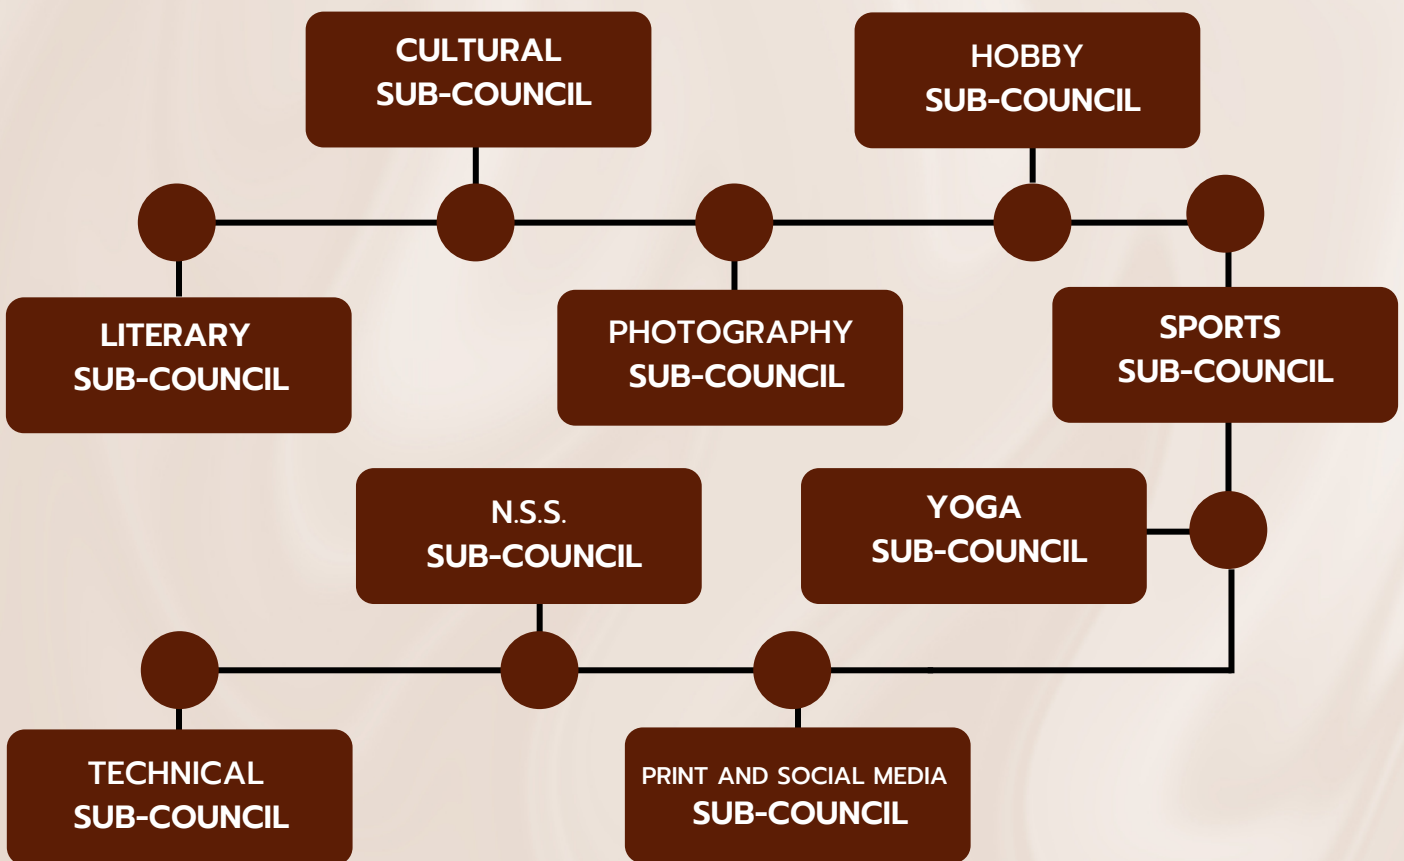 CULTURAL
SUB-COUNCIL
HOBBY
SUB-COUNCIL
LITERARY
SUB-COUNCIL
PHOTOGRAPHY
SUB-COUNCIL
SPORTS
SUB-COUNCIL
N.S.S.
SUB-COUNCIL
YOGA
SUB-COUNCIL
TECHNICAL
SUB-COUNCIL
PRINT AND SOCIAL MEDIA
SUB-COUNCIL